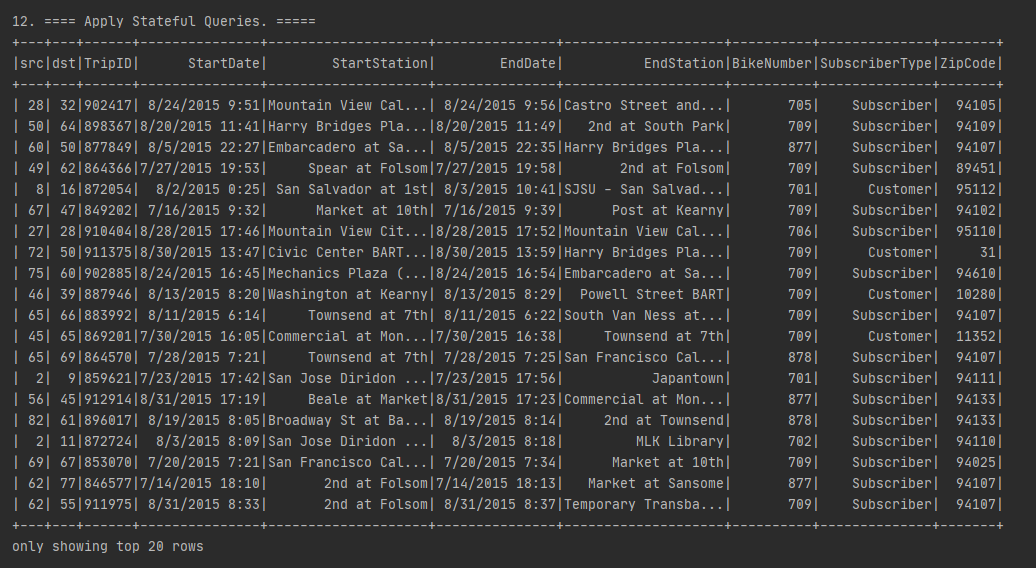 12. ==== Apply Stateful Queries. =====
+---+---+------+---------------+--------------------+---------------+--------------------+----------+--------------+-------+
|src|dst|TripID|      StartDate|        StartStation|        EndDate|          EndStation|BikeNumber|SubscriberType|ZipCode|
+---+---+------+---------------+--------------------+---------------+--------------------+----------+--------------+-------+
| 28| 32|902417| 8/24/2015 9:51|Mountain View Cal...| 8/24/2015 9:56|Castro Street and...|       705|    Subscriber|  94105|
| 50| 64|898367|8/20/2015 11:41|Harry Bridges Pla...|8/20/2015 11:49|   2nd at South Park|       709|    Subscriber|  94109|
| 60| 50|877849| 8/5/2015 22:27|Embarcadero at Sa...| 8/5/2015 22:35|Harry Bridges Pla...|       877|    Subscriber|  94107|
| 49| 62|864366|7/27/2015 19:53|     Spear at Folsom|7/27/2015 19:58|       2nd at Folsom|       709|    Subscriber|  89451|
|  8| 16|872054|  8/2/2015 0:25| San Salvador at 1st| 8/3/2015 10:41|SJSU - San Salvad...|       701|      Customer|  95112|
| 67| 47|849202| 7/16/2015 9:32|      Market at 10th| 7/16/2015 9:39|      Post at Kearny|       709|    Subscriber|  94102|
| 27| 28|910404|8/28/2015 17:46|Mountain View Cit...|8/28/2015 17:52|Mountain View Cal...|       706|    Subscriber|  95110|
| 72| 50|911375|8/30/2015 13:47|Civic Center BART...|8/30/2015 13:59|Harry Bridges Pla...|       709|      Customer|     31|
| 75| 60|902885|8/24/2015 16:45|Mechanics Plaza (...|8/24/2015 16:54|Embarcadero at Sa...|       709|    Subscriber|  94610|
| 46| 39|887946| 8/13/2015 8:20|Washington at Kearny| 8/13/2015 8:29| Powell Street BART|       709|      Customer|  10280|
| 65| 66|883992| 8/11/2015 6:14|     Townsend at 7th| 8/11/2015 6:22|South Van Ness at...|       709|    Subscriber|  94107|
| 45| 65|869201|7/30/2015 16:05|Commercial at Mon...|7/30/2015 16:38|     Townsend at 7th|       709|      Customer|  11352|
| 65| 69|864570| 7/28/2015 7:21|     Townsend at 7th| 7/28/2015 7:25|San Francisco Cal...|       878|    Subscriber|  94107|
|  2|  9|859621|7/23/2015 17:42|San Jose Diridon ...|7/23/2015 17:56|           Japantown|       701|    Subscriber|  94111|
| 56| 45|912914|8/31/2015 17:19|     Beale at Market|8/31/2015 17:23|Commercial at Mon...|       877|    Subscriber|  94133|
| 82| 61|896017| 8/19/2015 8:05|Broadway St at Ba...| 8/19/2015 8:14|     2nd at Townsend|       878|    Subscriber|  94133|
|  2| 11|872724|  8/3/2015 8:09|San Jose Diridon ...|  8/3/2015 8:18|         MLK Library|       702|    Subscriber|  94110|
| 69| 67|853070| 7/20/2015 7:21|San Francisco Cal...| 7/20/2015 7:34|      Market at 10th|       709|    Subscriber|  94025|
| 62| 77|846577|7/14/2015 18:10|       2nd at Folsom|7/14/2015 18:13|   Market at Sansome|       877|    Subscriber|  94107|
| 62| 55|911975| 8/31/2015 8:33|       2nd at Folsom| 8/31/2015 8:37|Temporary Transba...|       709|    Subscriber|  94107|
+---+---+------+---------------+--------------------+---------------+--------------------+----------+--------------+-------+
only showing top 20 rows